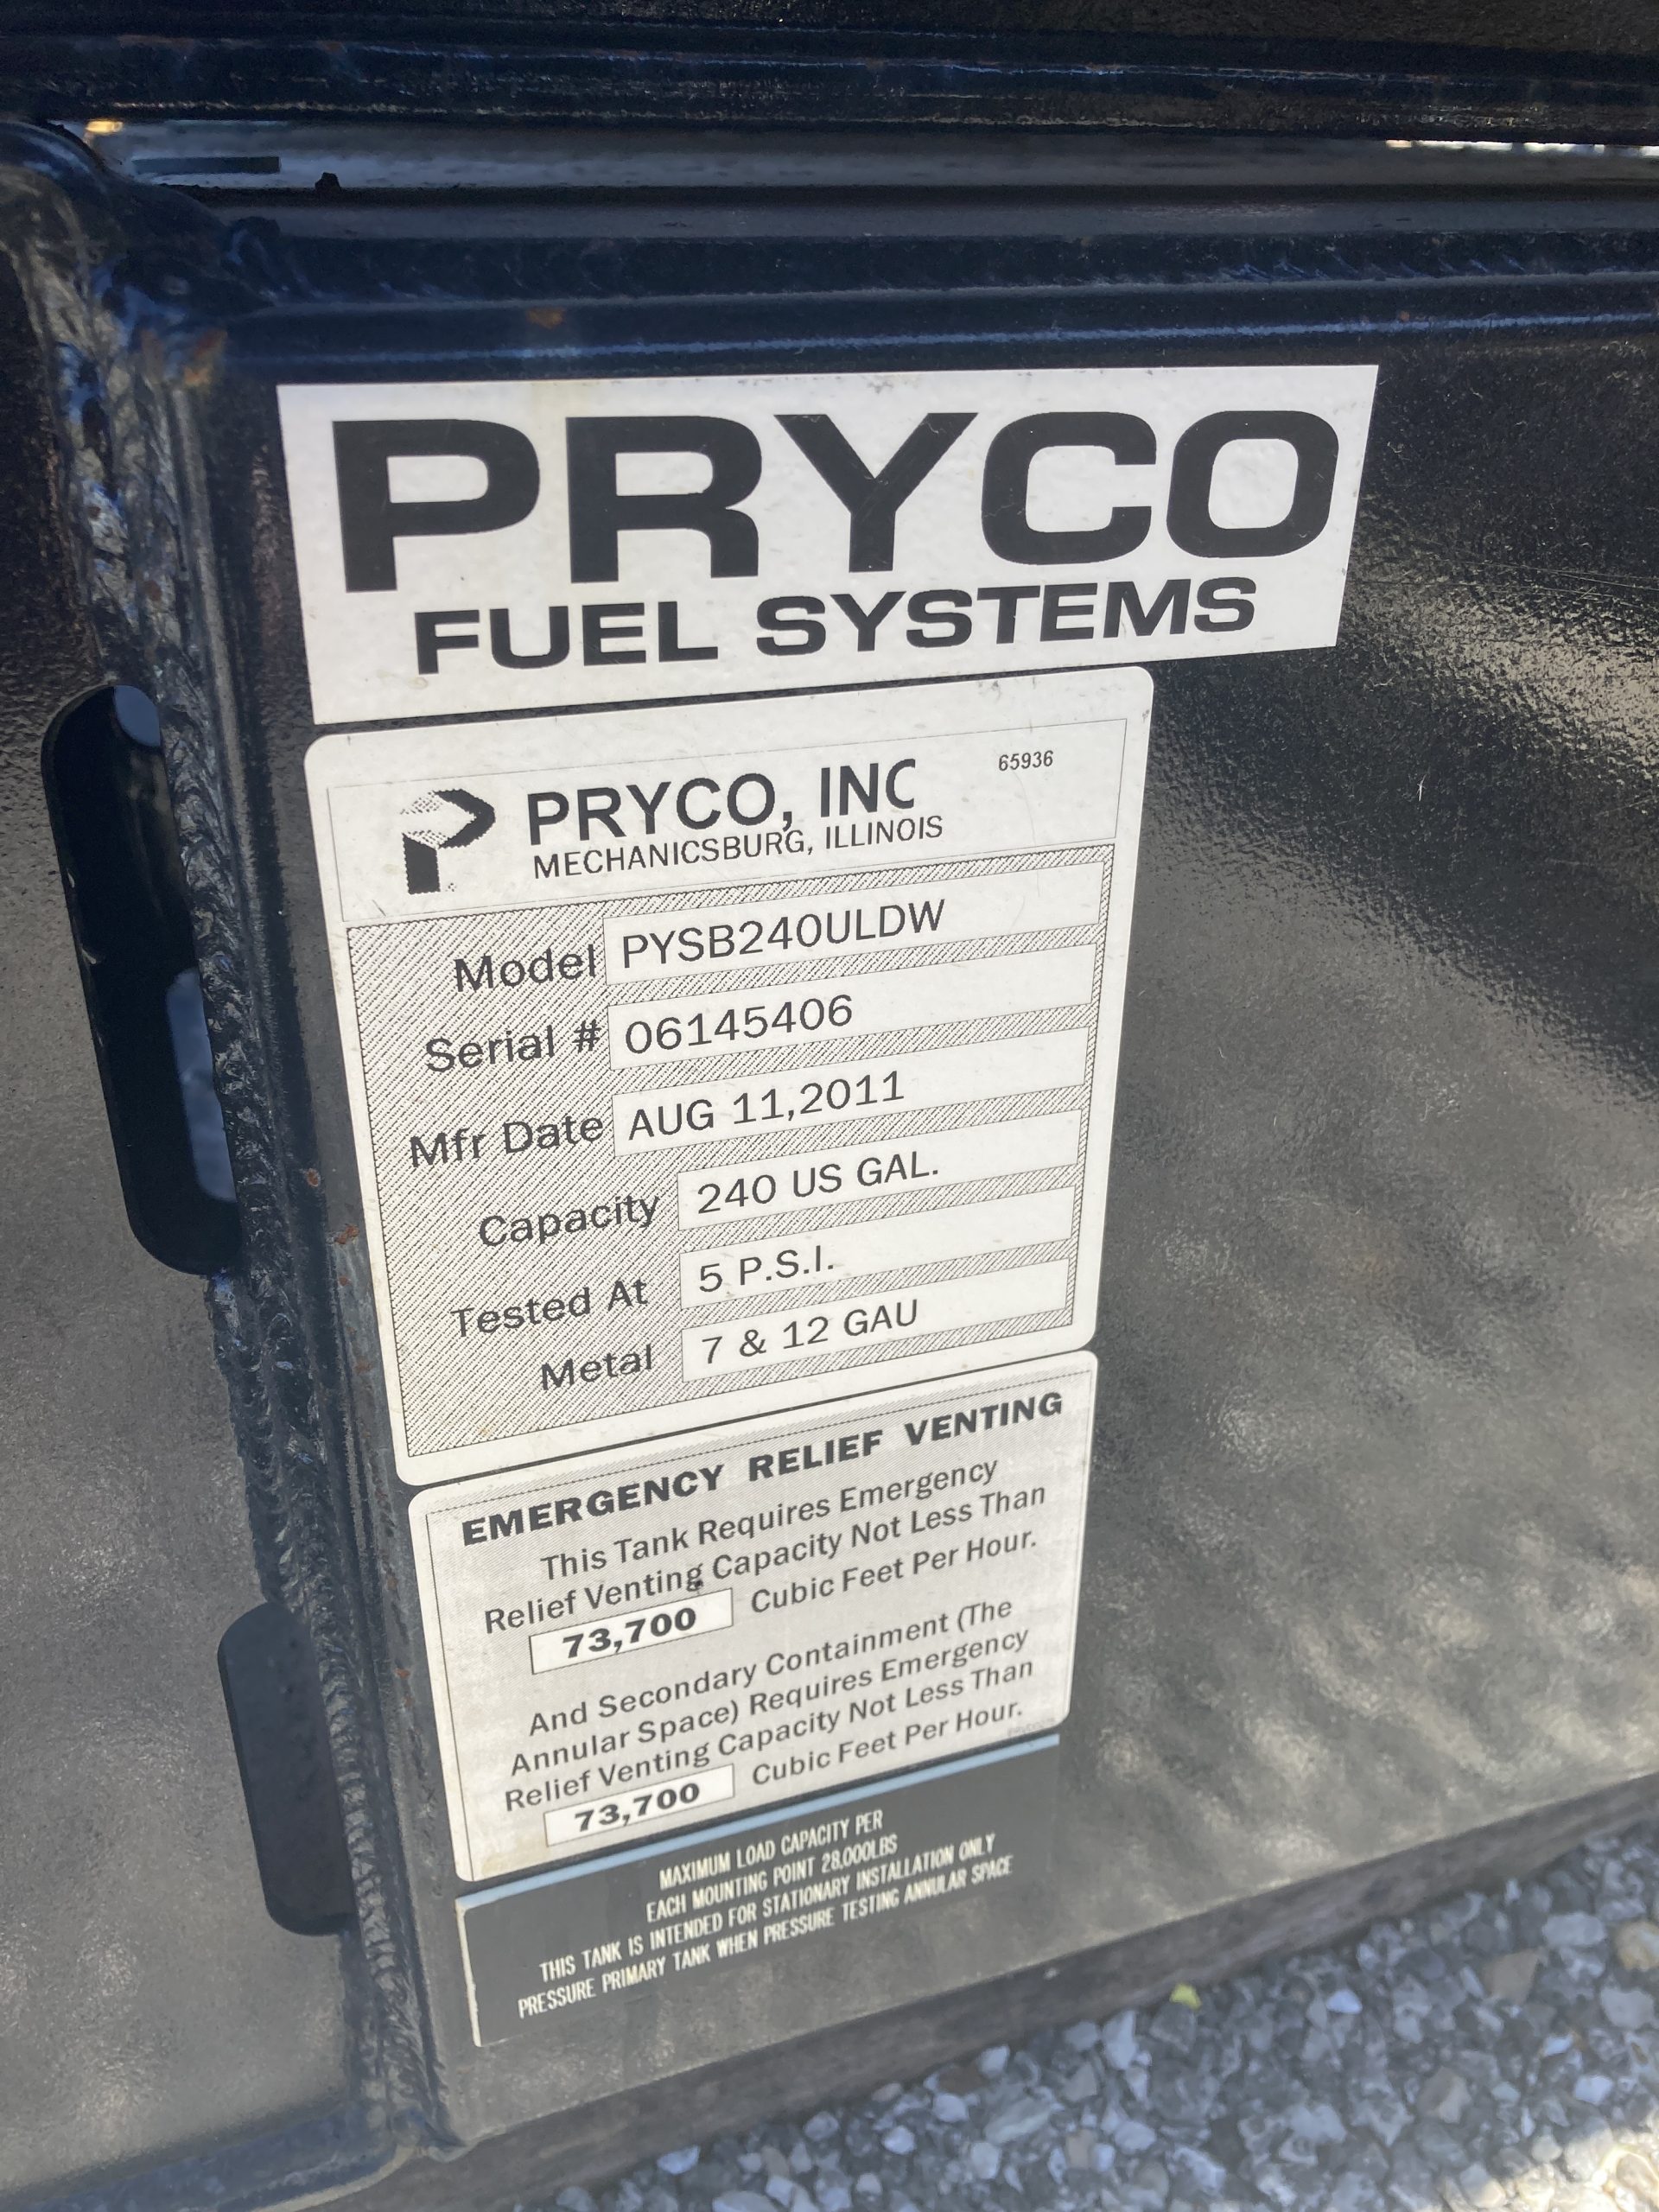 PRYCO
FUEL SYSTEMS
65936
PRYCO, INC
MECHANICSBURG, ILLINOIS
Model PYSB240ULDW
Serial # 06145406
Mfr Date AUG 11,2011
Capacity 240 US GAL.
Tested At 5 P.S.I.
Metal 7 & 12 GAU
EMERGENCY RELIEF VENTING
This Tank Requires Emergency
Relief Venting Capacity Not Less Than
73,700 Cubic Feet Per Hour.
And Secondary Containment (The
Annular Space) Requires Emergency
Relief Venting Capacity Not Less Than
73,700 Cubic Feet Per Hour.
MAXIMUM LOAD CAPACITY PER
EACH MOUNTING POINT 28,000LBS
THIS TANK IS INTENDED FOR STATIONARY INSTALLATION ONLY
PRESSURE PRIMARY TANK WHEN PRESSURE TESTING ANNULAR SPACE